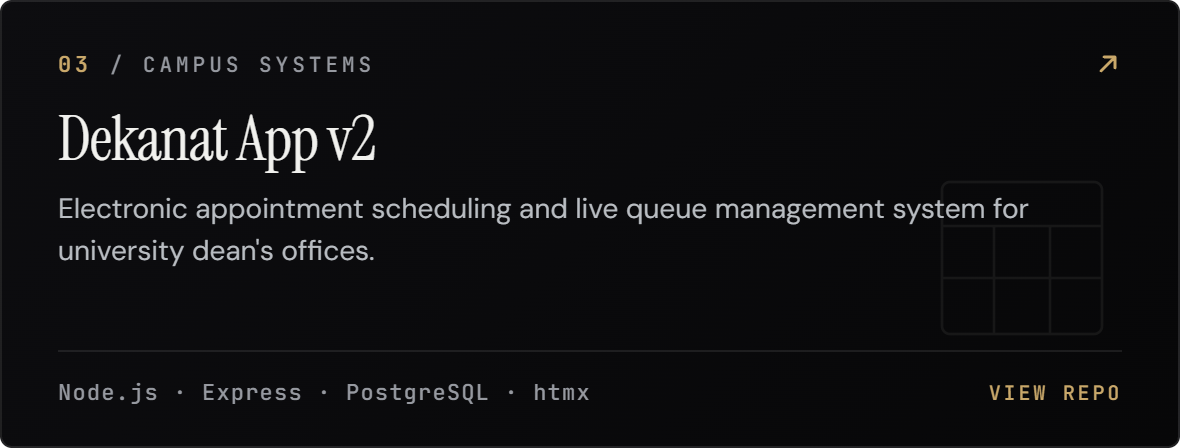 03 / CAMPUS SYSTEMS
Dekanat App v2
Electronic appointment scheduling and live queue management system for
university dean's offices.
Node.js · Express · PostgreSQL · htmx
VIEW REPO